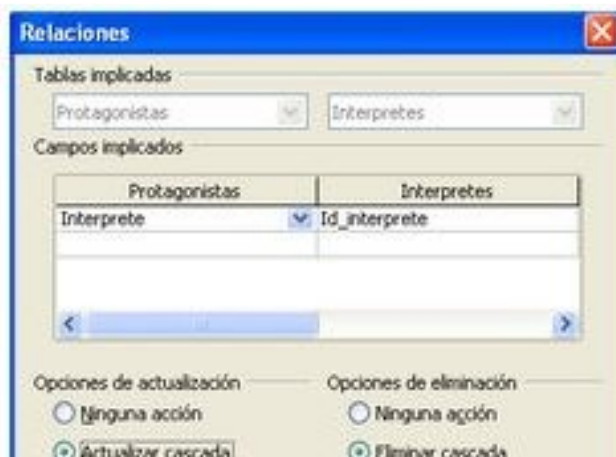 Relaciones
Tablas implicadas
Protagonistas Interpretes
Campos implicados
Protagonistas Interpretes
Interprete Id_interprete
Opciones de actualización Opciones de eliminación
Ninguna acción Ninguna acción
Actualizar cascada Eliminar cascada